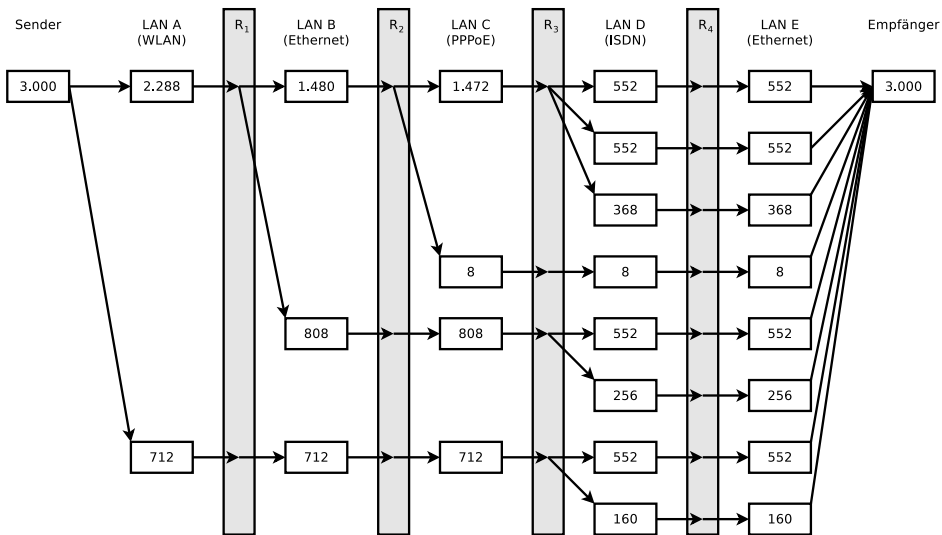 Sender LAN A R1 LAN B R2 LAN C R3 LAN D R4 LAN E Empfänger
(WLAN) (Ethernet) (PPPoE) (ISDN) (Ethernet)
3.000 2.288 1.480 1.472 552 552 3.000
552 552
368 368
8 8 8
808 808 552 552
256 256
712 712 712 552 552
160 160